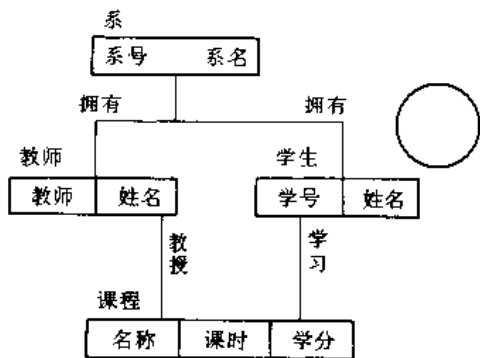 系
系号 系名
拥有 拥有
教师 学生
教师 姓名 学号 姓名
教授 学习
课程
名称 课时 学分